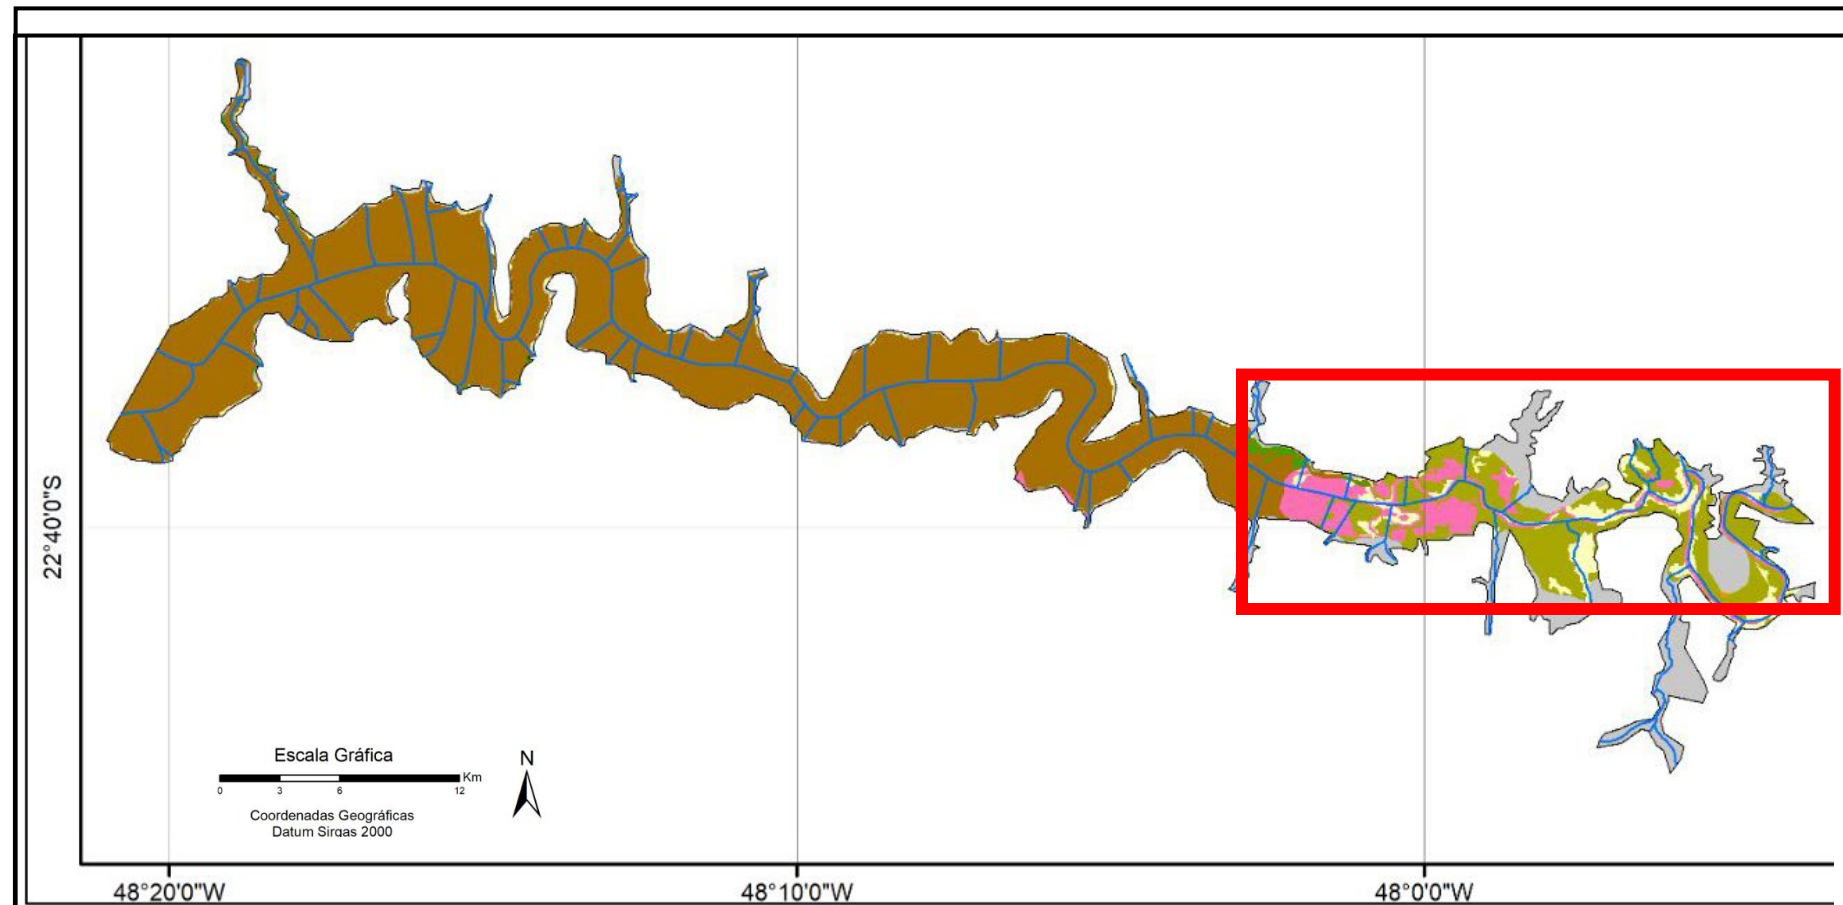 22°40'0"S
Escala Gráfica
N
Km
0 3 6 12
Coordenadas Geográficas
Datum Sirgas 2000
48°20'0"W 48°10'0"W 48°0'0"W